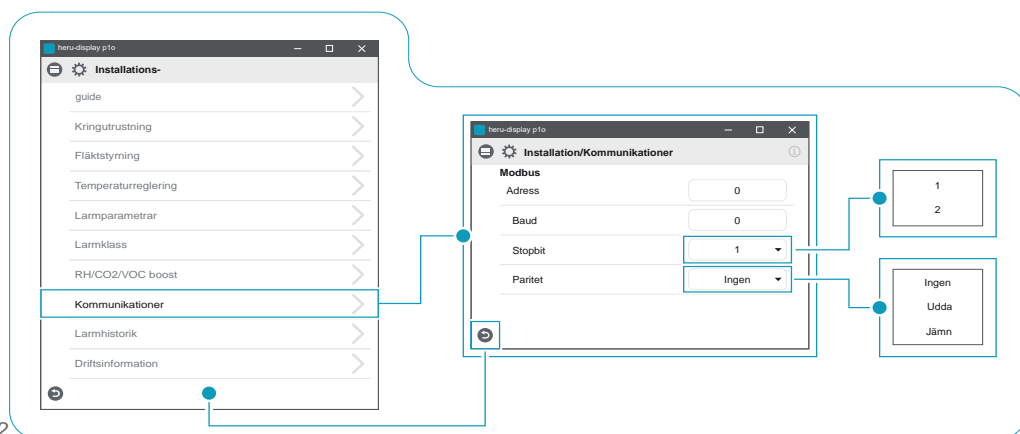 heru-display p1o
Installations-
guide
Kringutrustning
Fläktstyrning
Temperaturreglering
Larmparametrar
Larmklass
RH/CO2/VOC boost
Kommunikationer
Larmhistorik
Driftsinformation
heru-display p1o
Installation/Kommunikationer
Modbus
Adress 0
Baud 0
Stopbit 1
Paritet Ingen
1
2
Ingen
Udda
Jämn